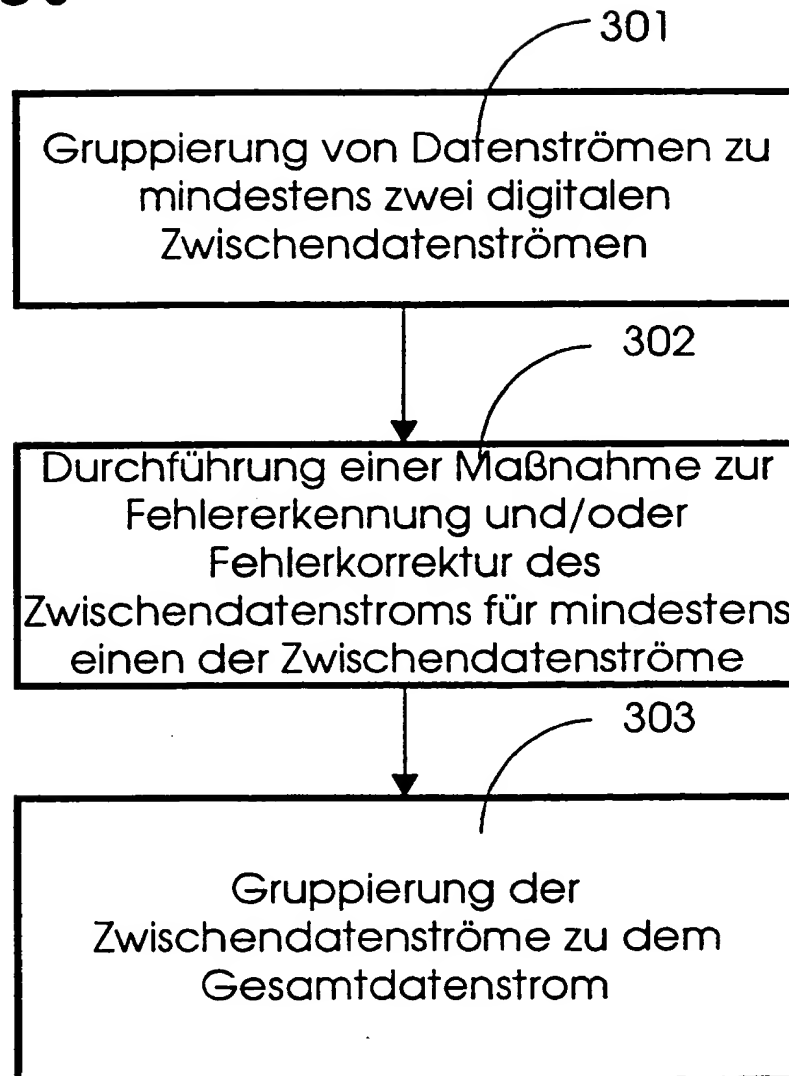 301
Gruppierung von Datenströmen zu
mindestens zwei digitalen
Zwischendatenströmen
302
Durchführung einer Maßnahme zur
Fehlererkennung und/oder
Fehlerkorrektur des
Zwischendatenstroms für mindestens
einen der Zwischendatenströme
303
Gruppierung der
Zwischendatenströme zu dem
Gesamtdatenstrom